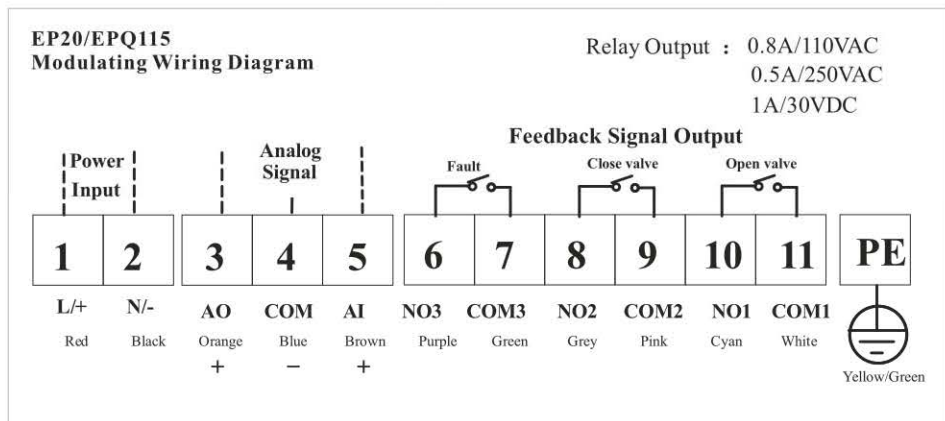 EP20/EPQ115
Modulating Wiring Diagram
Relay Output : 0.8A/110VAC
0.5A/250VAC
1A/30VDC
Feedback Signal Output
Power
Input
Analog
Signal
Fault
Close valve
Open valve
1 2 3 4 5 6 7 8 9 10 11 PE
L/+ N/- AO COM AI NO3 COM3 NO2 COM2 NO1 COM1
Red Black Orange Blue Brown Purple Green Grey Pink Cyan White
+ − +
Yellow/Green